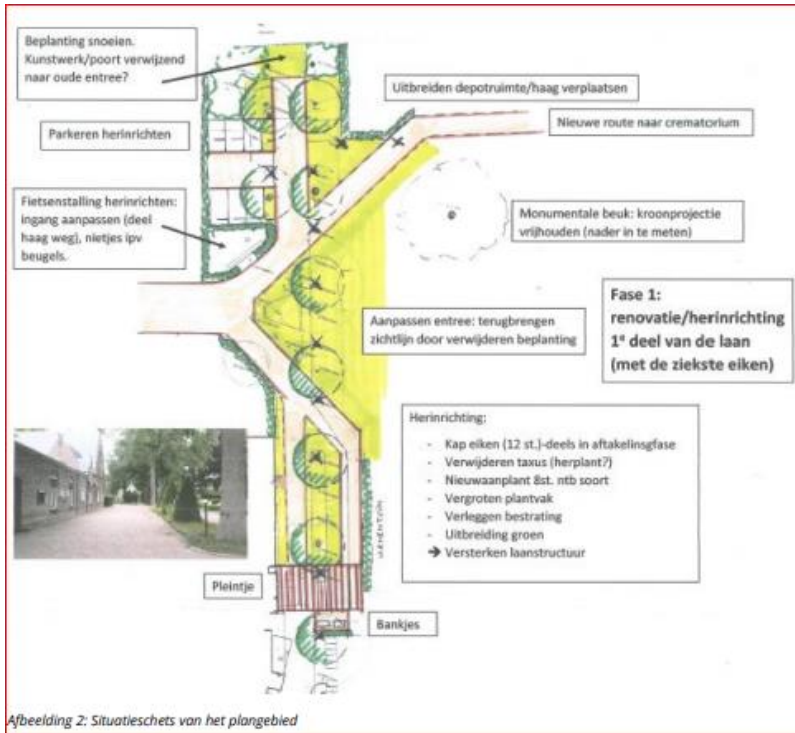 Beplanting snoeien.
Kunstwerk/poort verwijzend
naar oude entree?
Uitbreiden depotruimte/haag verplaatsen
Parkeren herinrichten
Nieuwe route naar crematorium
Fietsenstalling herinrichten:
ingang aanpassen (deel
haag weg), nietjes ipv
beugels.
Monumentale beuk: kroonprojectie
vrijhouden (nader in te meten)
Fase 1:
renovatie/herinrichting
1e deel van de laan
(met de ziekste eiken)
Aanpassen entree: terugbrengen
zichtlijn door verwijderen beplanting
Herinrichting:
- Kap eiken (12 st.)-deels in aftakelinsgfase
- Verwijderen taxus (herplant?)
- Nieuwaanplant 8st. ntb soort
- Vergroten plantvak
- Verleggen bestrating
- Uitbreiding groen
➔ Versterken laanstructuur
Pleintje
Bankjes
Afbeelding 2: Situatieschets van het plangebied